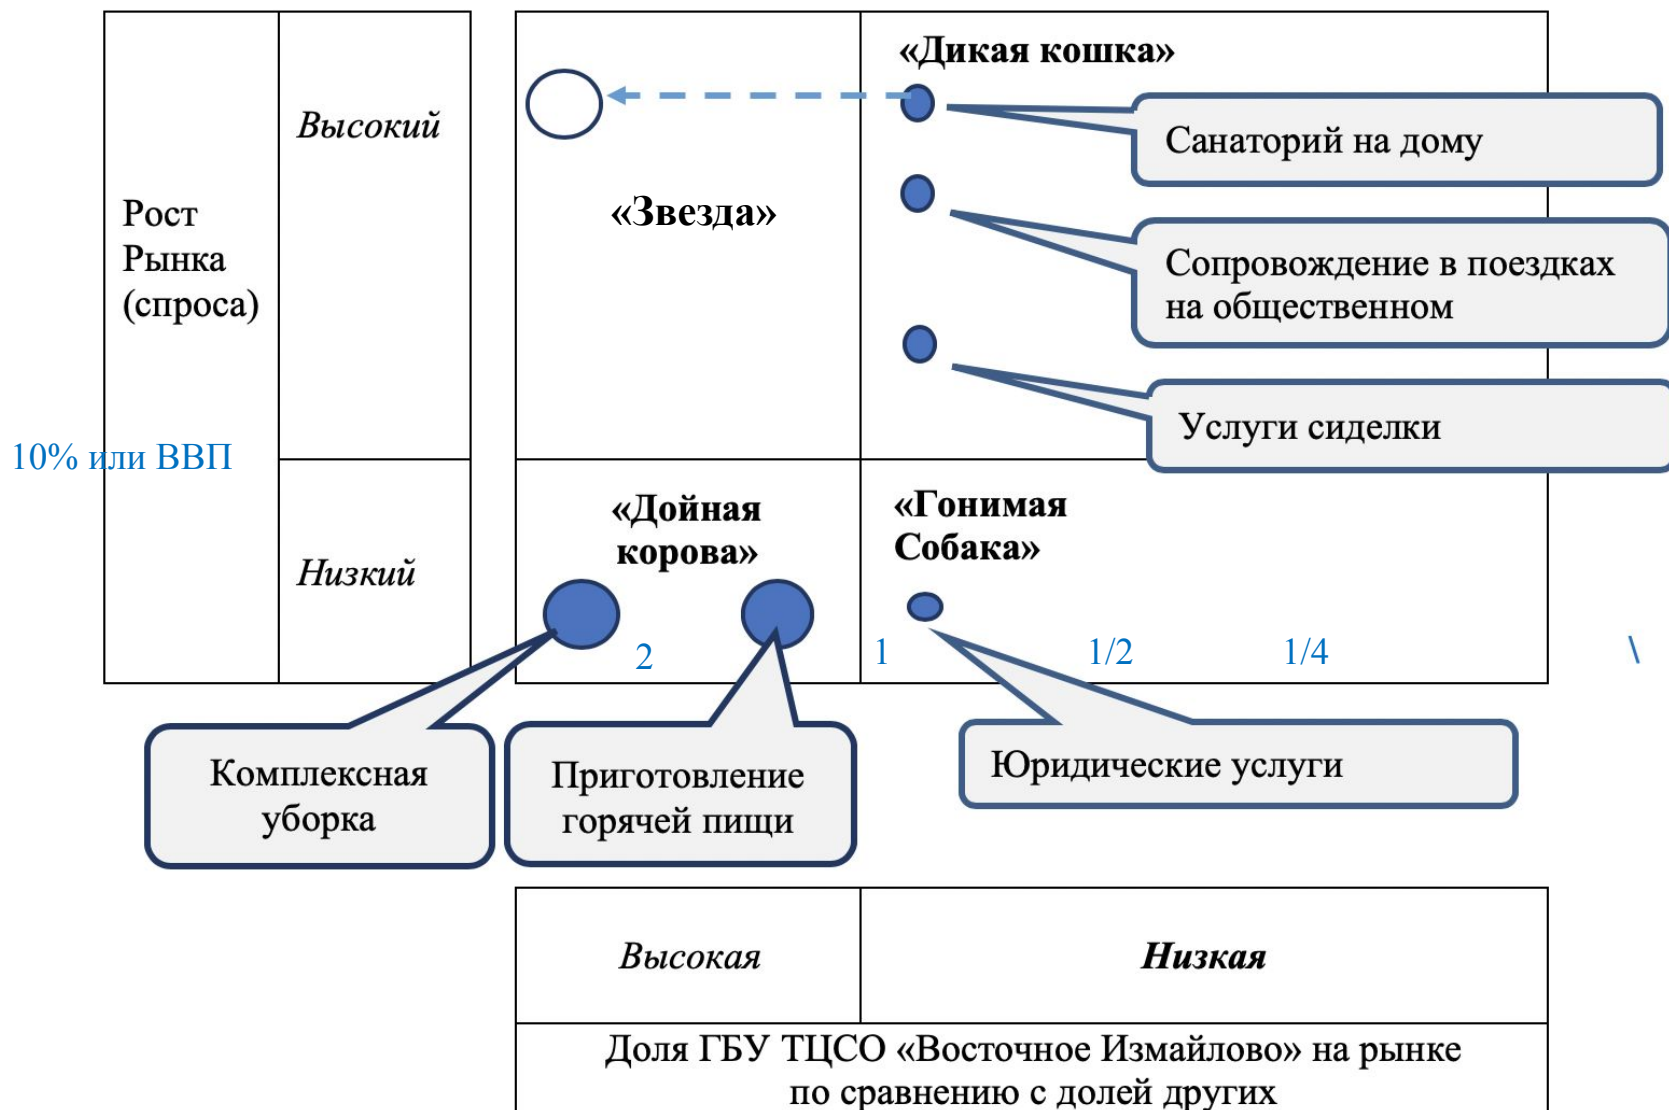 «Дикая кошка»
Высокий
Санаторий на дому
Рост
Рынка
(спроса)
«Звезда»
Сопровождение в поездках
на общественном
Услуги сиделки
10% или ВВП
«Дойная
корова»
«Гонимая
Собака»
Низкий
2
1
1/2
1/4
\
Комплексная
уборка
Приготовление
горячей пищи
Юридические услуги
Высокая
Низкая
Доля ГБУ ТЦСО «Восточное Измайлово» на рынке
по сравнению с долей других